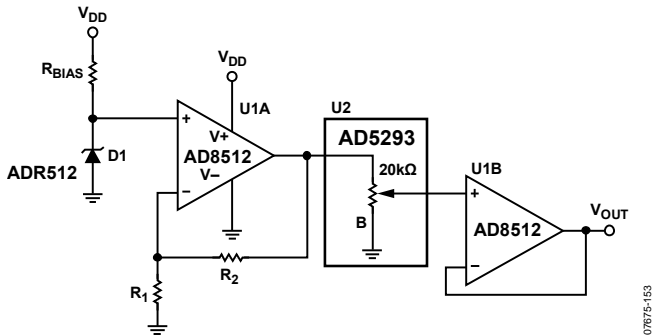 VDD
RBIAS
ADR512
D1
VDD
U1A
+
V+
AD8512
V–
–
R2
R1
U2
AD5293
20kΩ
B
U1B
+
AD8512
–
VOUT
07675-153